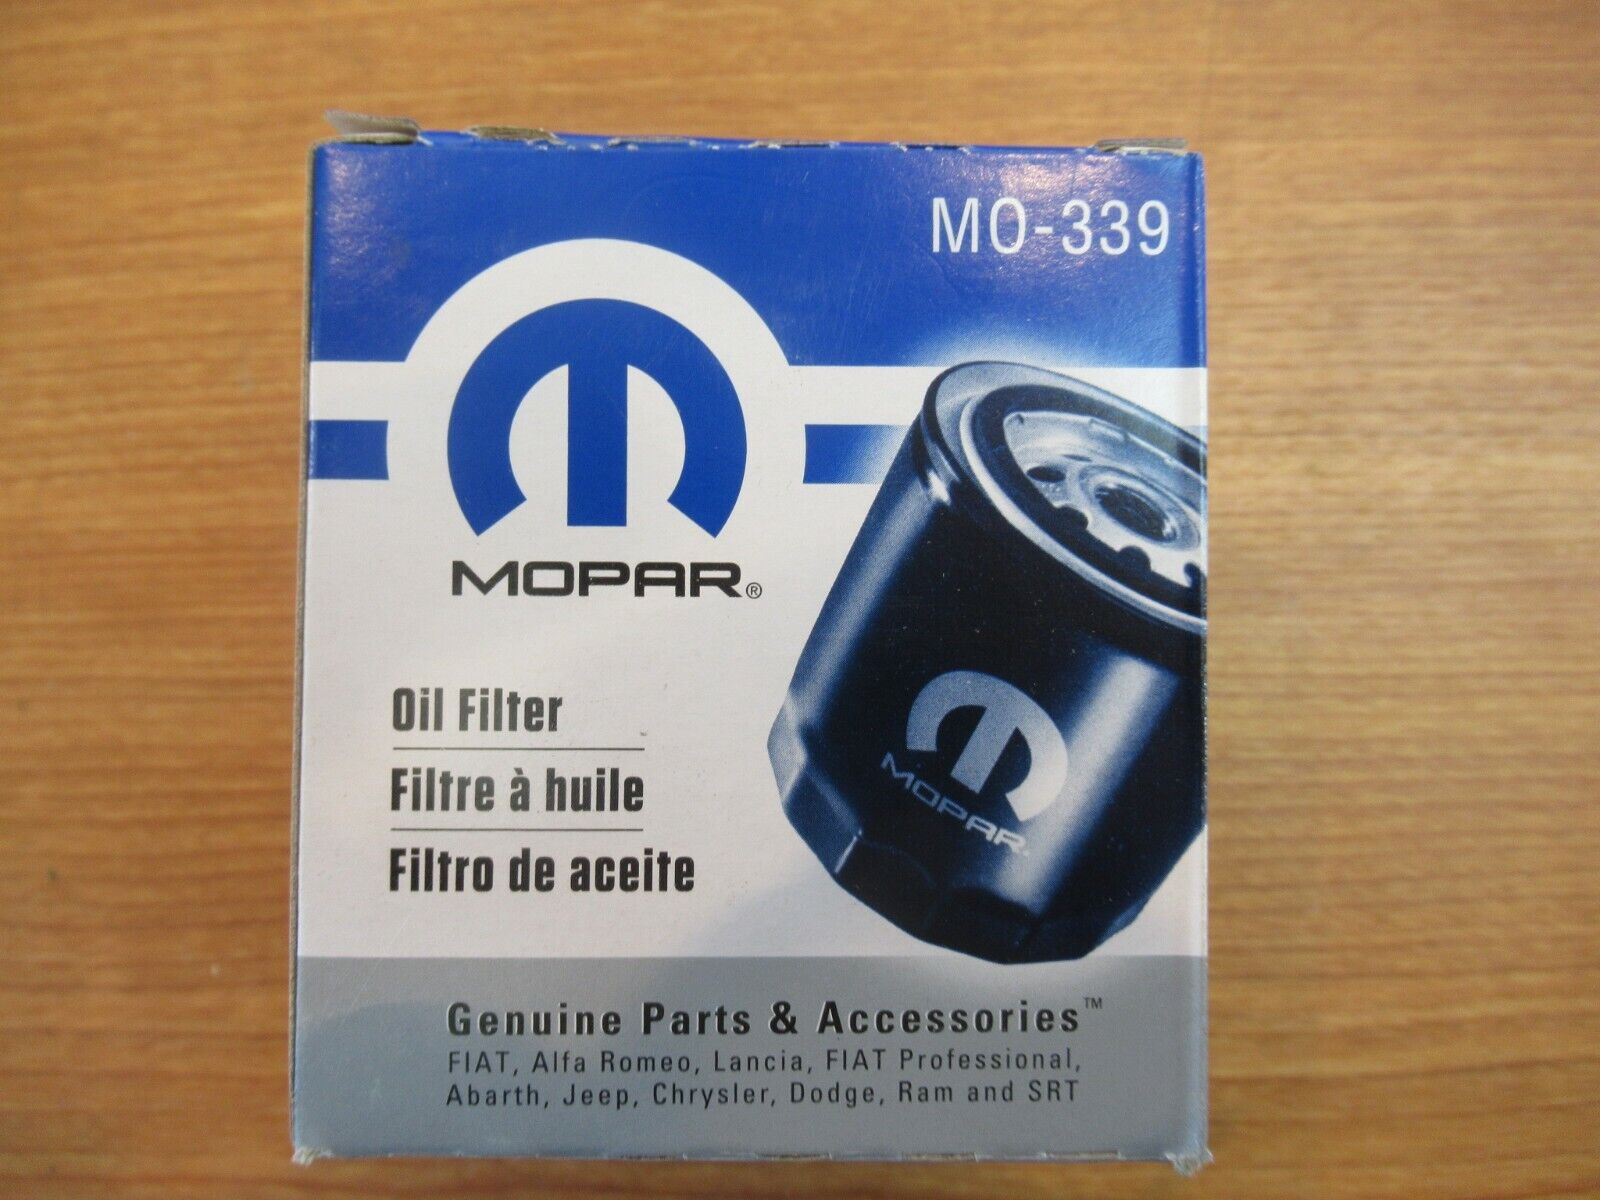 MO-339
MOPAR®
Oil Filter
Filtre à huile
Filtro de aceite
MOPAR
Genuine Parts & Accessories™
FIAT, Alfa Romeo, Lancia, FIAT Professional,
Abarth, Jeep, Chrysler, Dodge, Ram and SRT